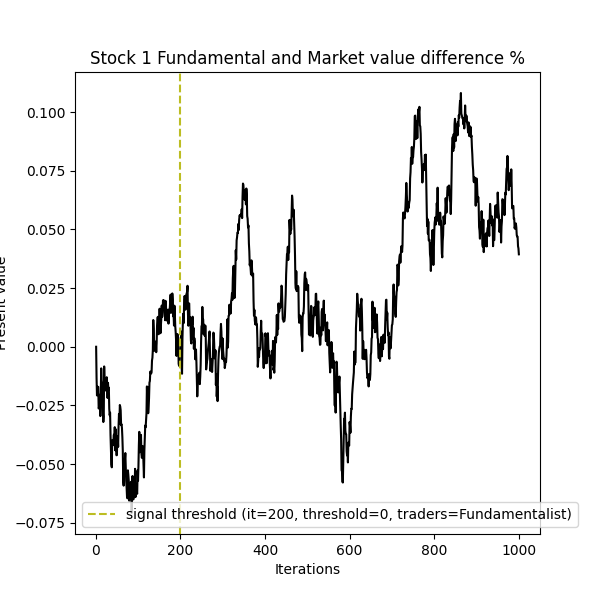 Stock 1 Fundamental and Market value difference %
0.100
0.075
0.050
0.025
0.000
−0.025
−0.050
−0.075
Present value
signal threshold (it=200, threshold=0, traders=Fundamentalist)
0 200 400 600 800 1000
Iterations